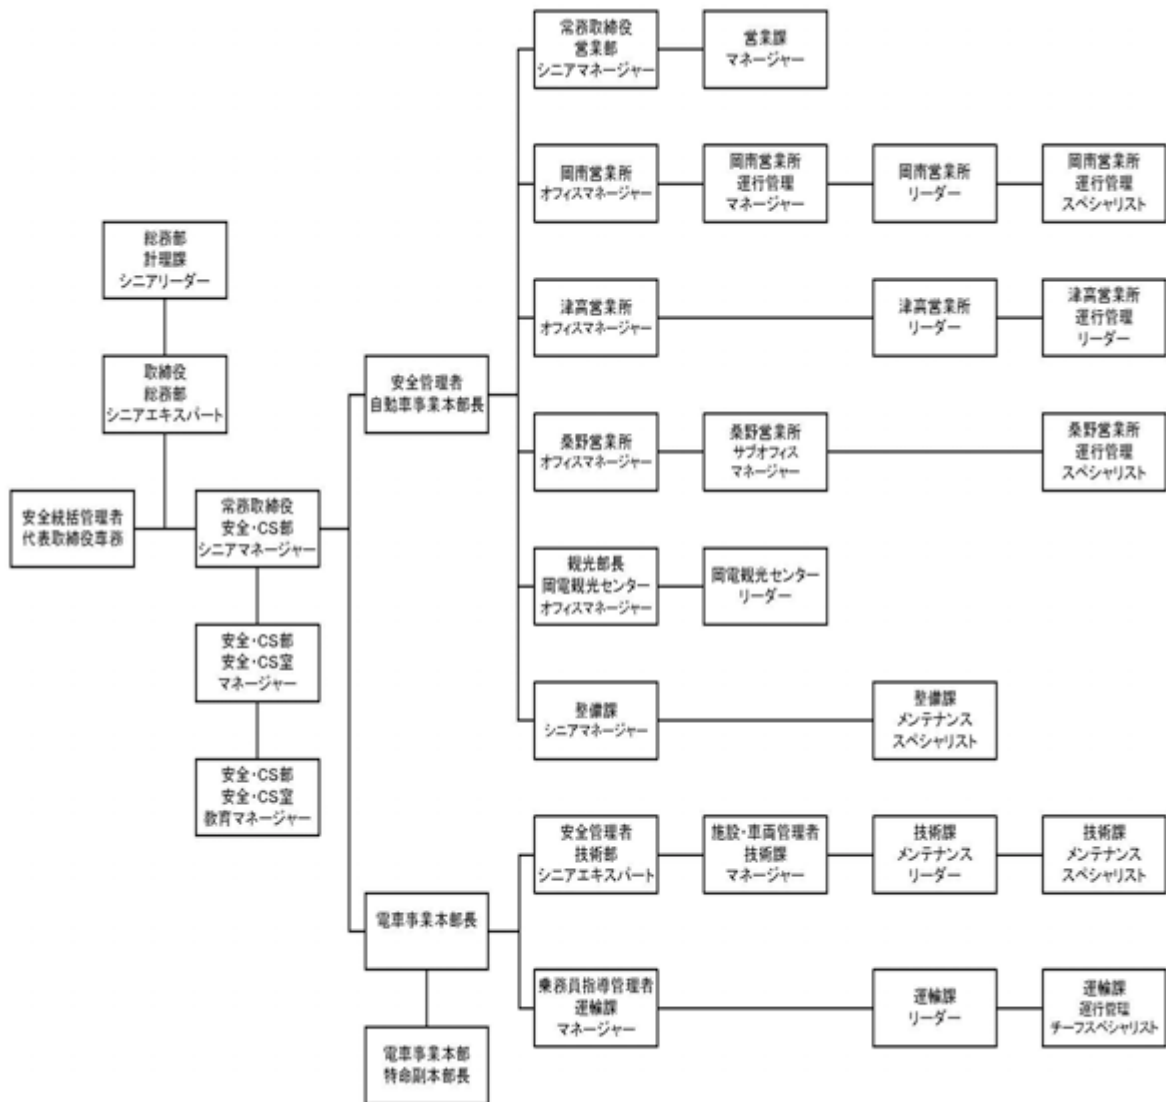 常務取締役
営業部
シニアマネージャー
営業課
マネージャー
岡南営業所
オフィスマネージャー
岡南営業所
運行管理
マネージャー
岡南営業所
リーダー
岡南営業所
運行管理
スペシャリスト
総務部
計理課
シニアリーダー
津高営業所
オフィスマネージャー
津高営業所
リーダー
津高営業所
運行管理
リーダー
取締役
総務部
シニアエキスパート
安全管理者
自動車事業本部長
桑野営業所
オフィスマネージャー
桑野営業所
サブオフィス
マネージャー
桑野営業所
運行管理
スペシャリスト
安全統括管理者
代表取締役専務
常務取締役
安全・CS部
シニアマネージャー
観光部長
岡電観光センター
オフィスマネージャー
岡電観光センター
リーダー
安全・CS部
安全・CS室
マネージャー
整備課
シニアマネージャー
整備課
メンテナンス
スペシャリスト
安全・CS部
安全・CS室
教育マネージャー
安全管理者
技術部
シニアエキスパート
施設・車両管理者
技術課
マネージャー
技術課
メンテナンス
リーダー
技術課
メンテナンス
スペシャリスト
電車事業本部長
乗務員指導管理者
運輸課
マネージャー
運輸課
リーダー
運輸課
運行管理
チーフスペシャリスト
電車事業本部
特命副本部長